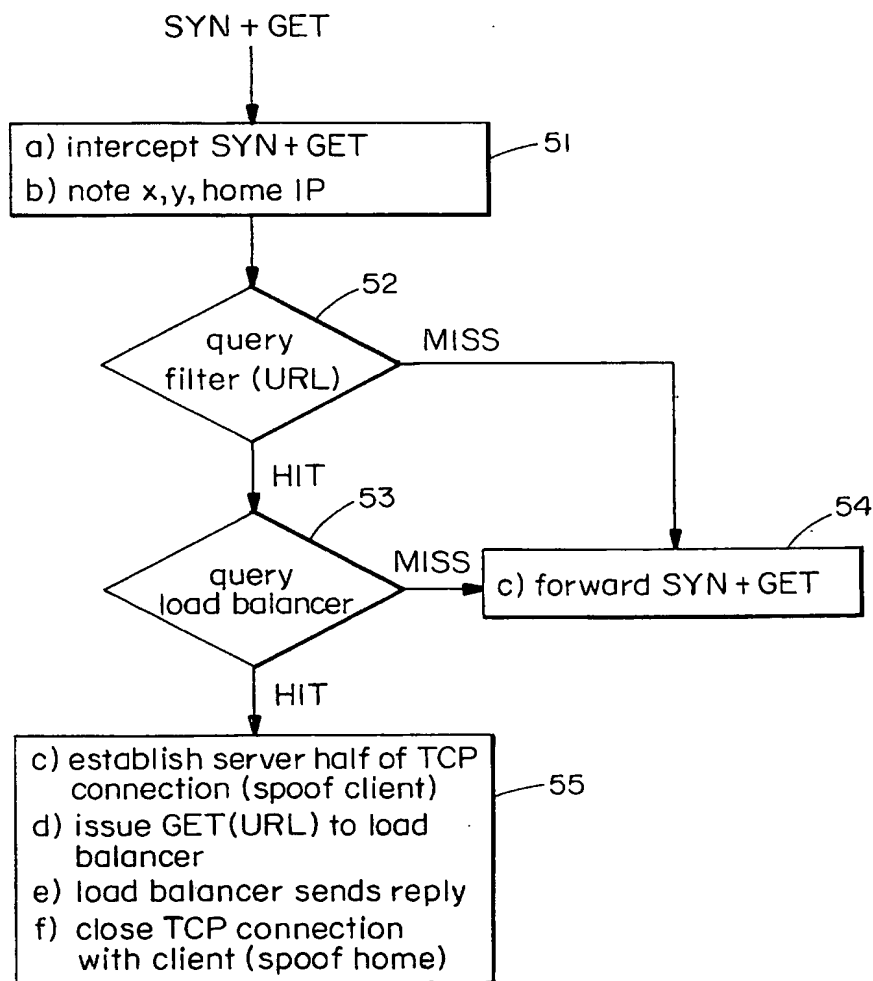 SYN + GET
a) intercept SYN + GET
b) note x, y, home IP
51
52
query
filter (URL)
MISS
HIT
53
54
query
load balancer
MISS
c) forward SYN + GET
HIT
c) establish server half of TCP
connection (spoof client)
d) issue GET(URL) to load
balancer
e) load balancer sends reply
f) close TCP connection
with client (spoof home)
55